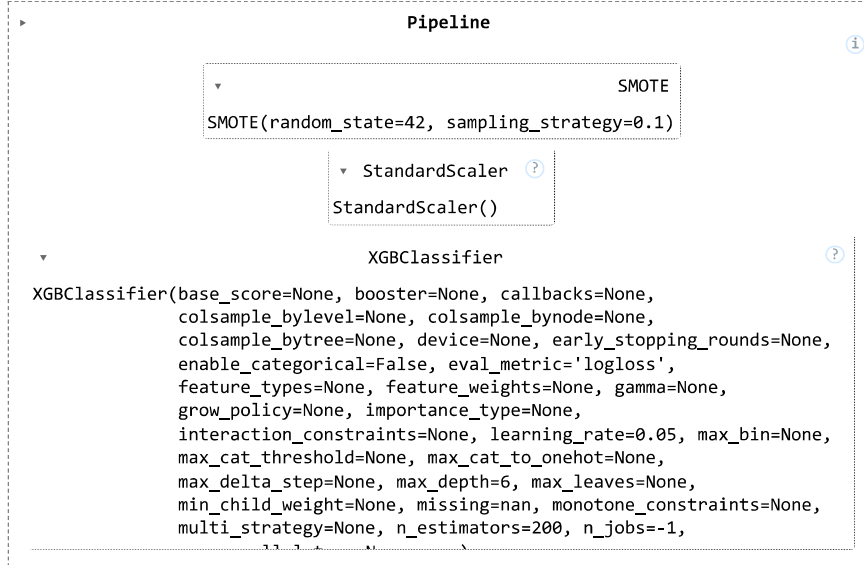 Pipeline
i
SMOTE
SMOTE(random_state=42, sampling_strategy=0.1)
StandardScaler ?
StandardScaler()
XGBClassifier ?
XGBClassifier(base_score=None, booster=None, callbacks=None,
colsample_bylevel=None, colsample_bynode=None,
colsample_bytree=None, device=None, early_stopping_rounds=None,
enable_categorical=False, eval_metric='logloss',
feature_types=None, feature_weights=None, gamma=None,
grow_policy=None, importance_type=None,
interaction_constraints=None, learning_rate=0.05, max_bin=None,
max_cat_threshold=None, max_cat_to_onehot=None,
max_delta_step=None, max_depth=6, max_leaves=None,
min_child_weight=None, missing=nan, monotone_constraints=None,
multi_strategy=None, n_estimators=200, n_jobs=-1,